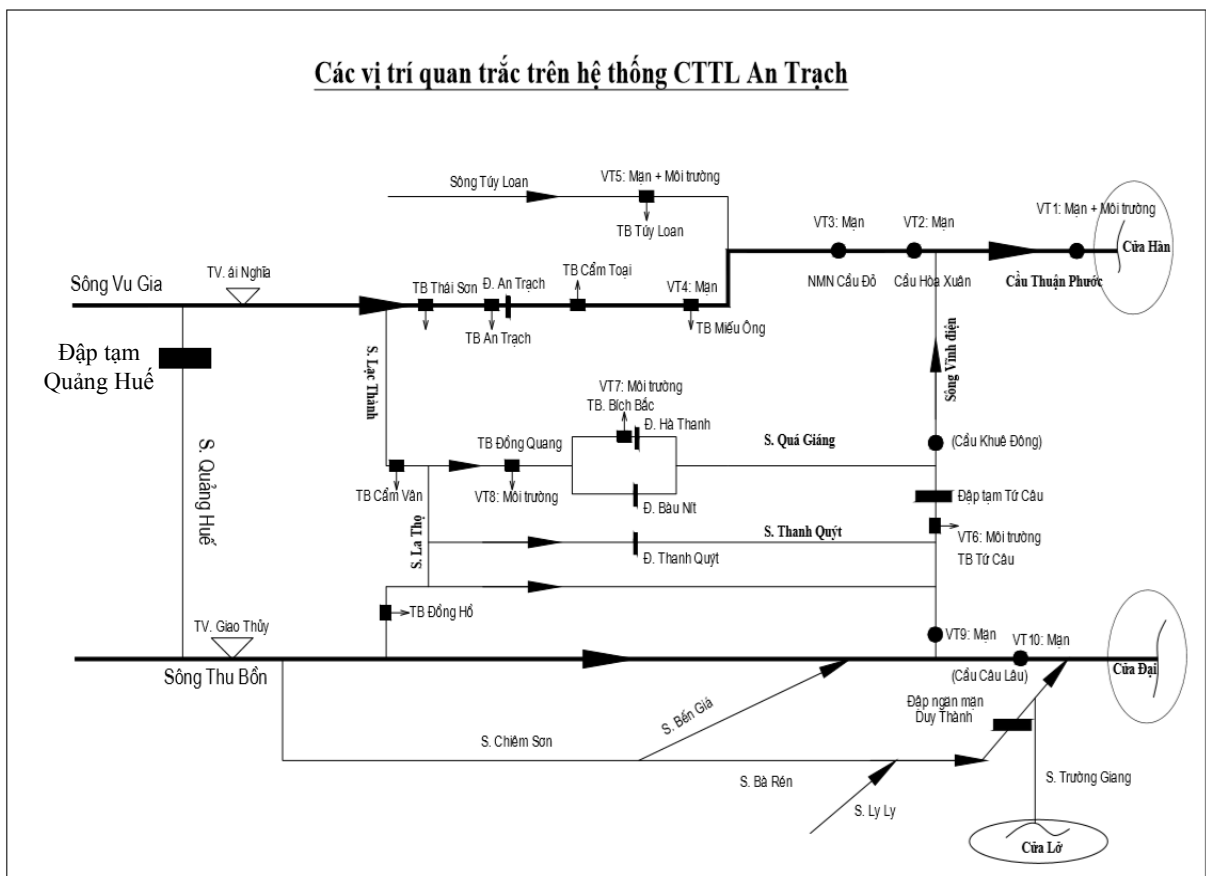 Các vị trí quan trắc trên hệ thống CTTL An Trạch
Sông Túy Loan
VT5: Mạn + Môi trường
TB Túy Loan
VT3: Mạn
VT2: Mạn
VT1: Mạn + Môi trường
Cửa Hàn
NMN Cầu Đỏ
Cầu Hòa Xuân
Cầu Thuận Phước
Sông Vu Gia
TV. ái Nghĩa
TB Thái Sơn
Đ. An Trạch
TB Cẩm Toại
VT4: Mạn
TB An Trạch
TB Miếu Ông
Đập tạm
Quảng Huế
S. Lạc Thành
Sông Vĩnh điện
VT7: Môi trường
TB. Bích Bắc
Đ. Hà Thanh
TB Đồng Quang
S. Quá Giáng
(Cầu Khuê Đông)
S. Quảng Huế
TB Cẩm Vân
VT8: Môi trường
Đ. Bàu Nít
Đập tạm Tứ Câu
S. La Thọ
S. Thanh Quýt
VT6: Môi trường
TB Tứ Câu
Đ. Thanh Quýt
TB Đồng Hồ
TV. Giao Thủy
VT9: Mạn
VT10: Mạn
Sông Thu Bồn
(Cầu Câu Lâu)
Cửa Đại
Đập ngăn mặn
Duy Thành
S. Bến Giá
S. Chiêm Sơn
S. Bà Rén
S. Trường Giang
S. Ly Ly
Cửa Lở